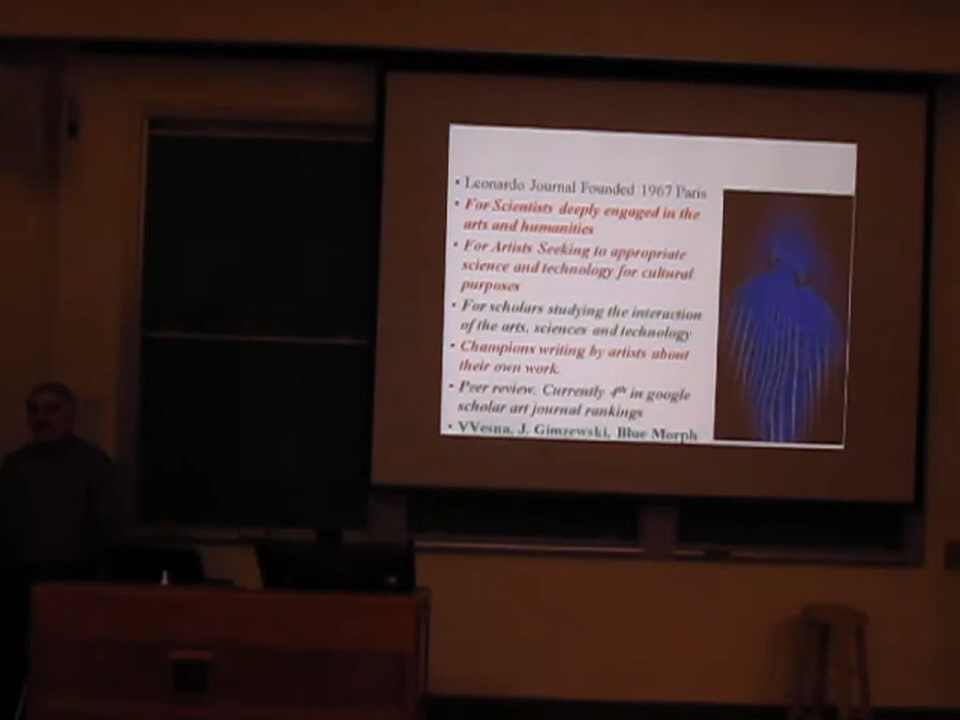 • Leonardo Journal Founded 1967 Paris
• For Scientists deeply engaged in the
arts and humanities
• For Artists Seeking to appropriate
science and technology for cultural
purposes
• For scholars studying the interaction
of the arts, sciences and technology
• Champions writing by artists about
their own work.
• Peer review. Currently 4th in google
scholar art journal rankings
• VVesna, J. Gimzewski, Blue Morph